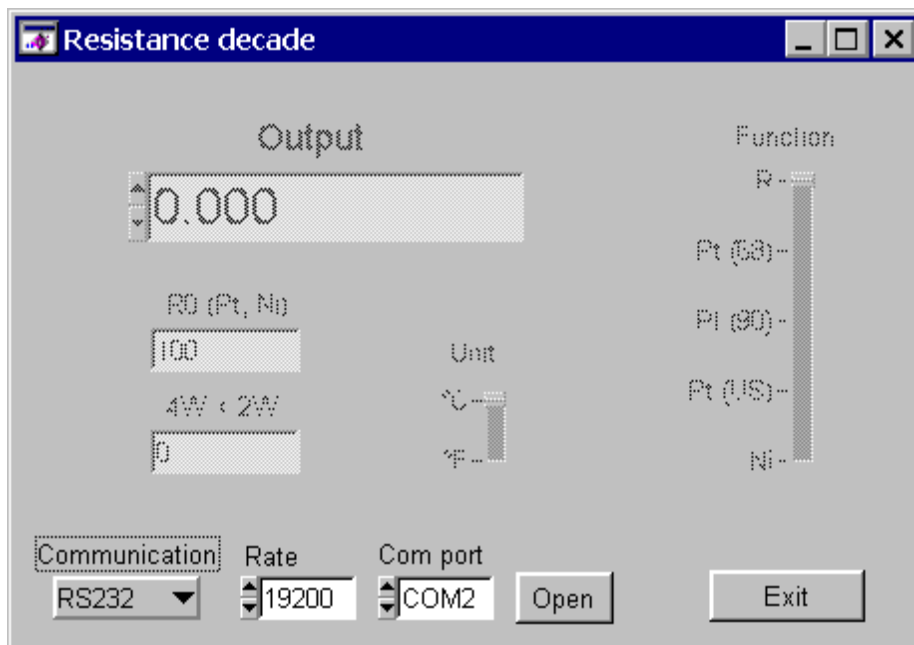 Resistance decade
Output
Function
0.000
R
Pt (68)
Pt (90)
Pt (US)
Ni
R0 (Pt, Ni)
100
4W < 2W
0
Unit
°C
°F
Communication
RS232
Rate
19200
Com port
COM2
Open
Exit